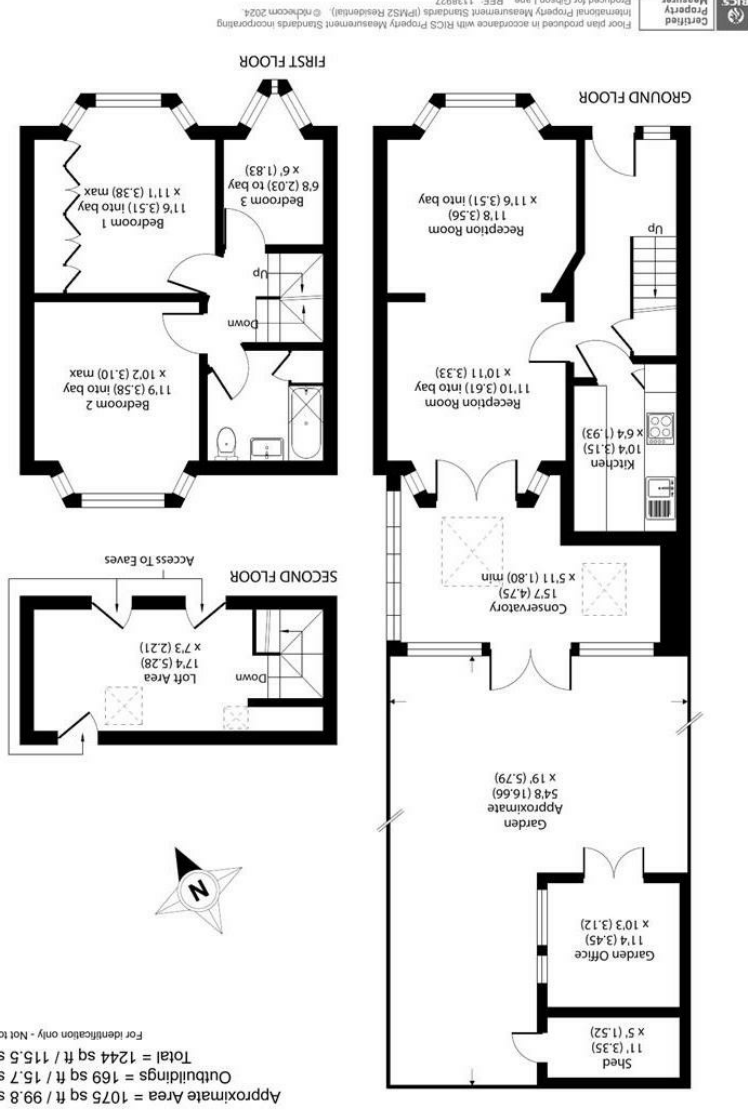 Approximate Area = 1075 sq ft / 99.8 s
Outbuildings = 169 sq ft / 15.7 s
Total = 1244 sq ft / 115.5 s
For identification only - Not to
Shed
11' (3.35)
x 5' (1.52)
Garden Office
11'4 (3.45)
x 10'3 (3.12)
N
Garden
Approximate
54'8 (16.66)
x 19' (5.79)
Conservatory
15'7 (4.75)
x 5'11 (1.80) min
Kitchen
10'4 (3.15)
x 6'4 (1.93)
Reception Room
11'10 (3.61) into bay
x 10'11 (3.33)
Up
Reception Room
11'8 (3.56)
x 11'6 (3.51) into bay
GROUND FLOOR
Down
Loft Area
17'4 (5.28)
x 7'3 (2.21)
SECOND FLOOR
Access To Eaves
Bedroom 2
11'9 (3.58) into bay
x 10'2 (3.10) max
Down
Up
Bedroom 3
6'8 (2.03) to bay
x 6' (1.83)
Bedroom 1
11'6 (3.51) into bay
x 11'1 (3.38) max
FIRST FLOOR
Floor plan produced in accordance with RICS Property Measurement Standards incorporating
International Property Measurement Standards (IPMS2 Residential). © nichecom 2024.
Produced for Gibson Lane. REF: 1138927
Certified
Property
Measurer
RICS